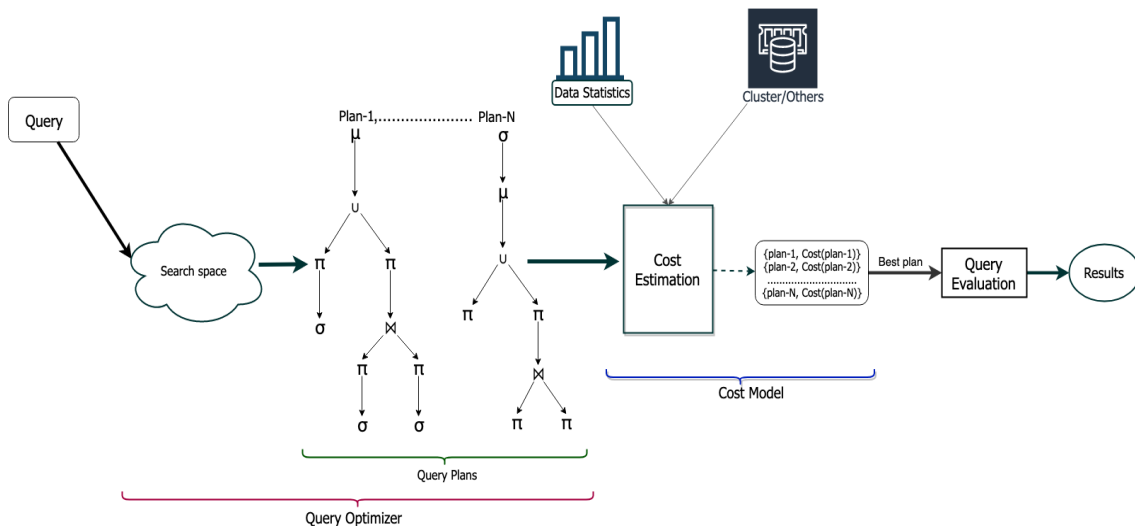 Query
Search space
Plan-1,...................... Plan-N
μ
∪
π π
σ ⋈
π π
σ σ
σ
μ
∪
π π
⋈
π π
Query Plans
Query Optimizer
Data Statistics
Cluster/Others
Cost
Estimation
{plan-1, Cost(plan-1)}
{plan-2, Cost(plan-2)}
..............................
{plan-N, Cost(plan-N)}
Cost Model
Best plan
Query
Evaluation
Results